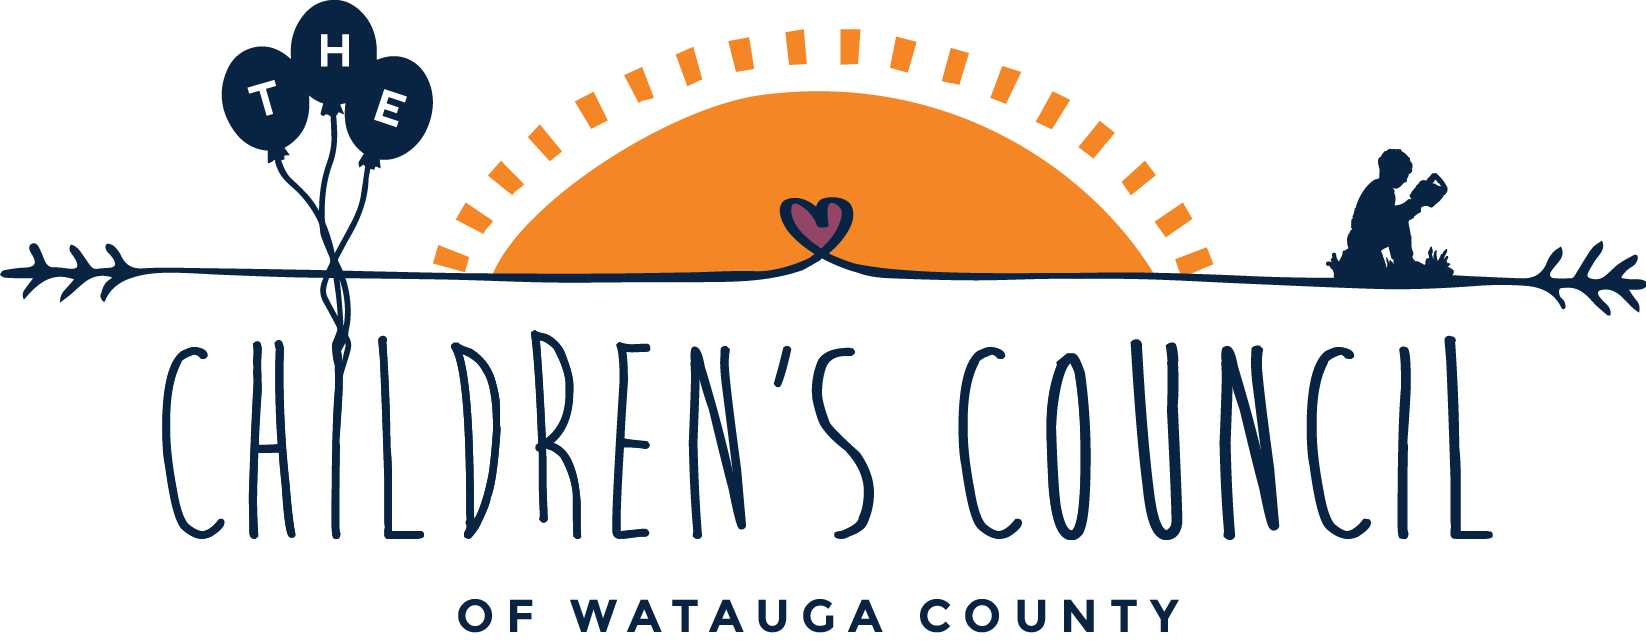 THE
CHILDREN'S COUNCIL
OF WATAUGA COUNTY